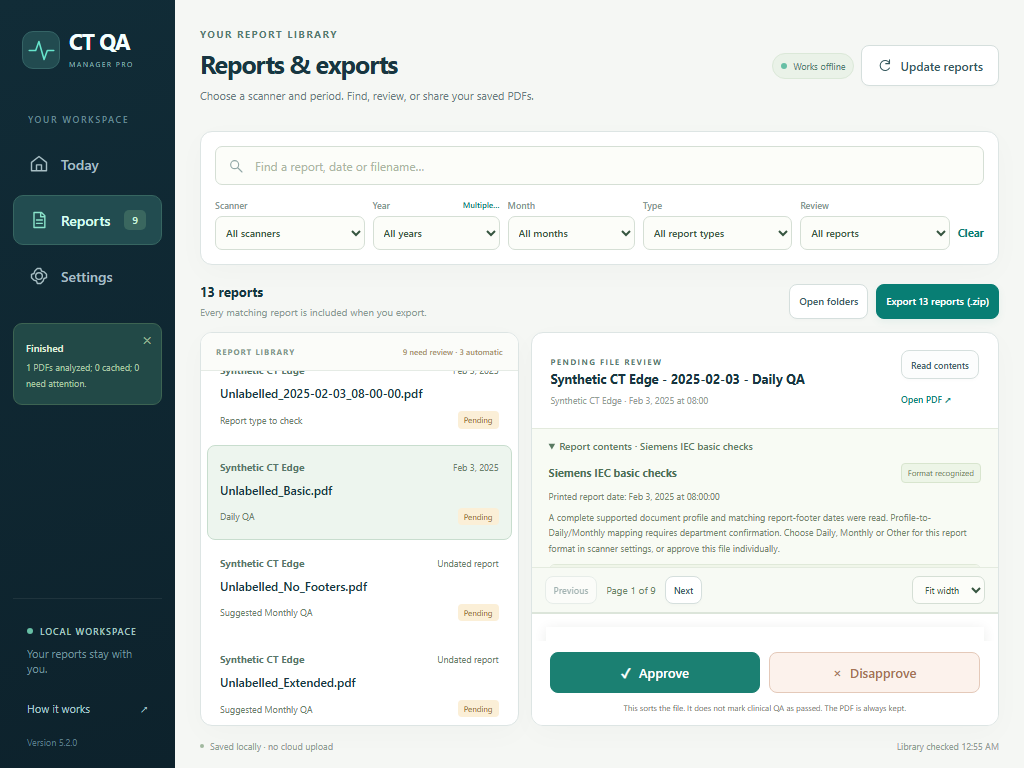 CT QA
MANAGER PRO
YOUR WORKSPACE
Today
Reports 9
Settings
Finished ×
1 PDFs analyzed; 0 cached; 0
need attention.
LOCAL WORKSPACE
Your reports stay with
you.
How it works ↗
Version 5.2.0
YOUR REPORT LIBRARY
Reports & exports
Choose a scanner and period. Find, review, or share your saved PDFs.
Works offline
Update reports
Find a report, date or filename...
Scanner Year Multiple... Month Type Review
All scanners All years All months All report types All reports Clear
13 reports
Every matching report is included when you export.
Open folders Export 13 reports (.zip)
REPORT LIBRARY 9 need review · 3 automatic
Synthetic CT Edge Feb 3, 2025
Unlabelled_2025-02-03_08-00-00.pdf
Report type to check Pending
Synthetic CT Edge Feb 3, 2025
Unlabelled_Basic.pdf
Daily QA Pending
Synthetic CT Edge Undated report
Unlabelled_No_Footers.pdf
Suggested Monthly QA Pending
Synthetic CT Edge Undated report
Unlabelled_Extended.pdf
Suggested Monthly QA Pending
PENDING FILE REVIEW
Synthetic CT Edge - 2025-02-03 - Daily QA
Synthetic CT Edge · Feb 3, 2025 at 08:00
Read contents
Open PDF ↗
▼ Report contents · Siemens IEC basic checks
Siemens IEC basic checks Format recognized
Printed report date: Feb 3, 2025 at 08:00:00
A complete supported document profile and matching report-footer dates were read. Profile-to-
Daily/Monthly mapping requires department confirmation. Choose Daily, Monthly or Other for this report
format in scanner settings, or approve this file individually.
Previous Page 1 of 9 Next Fit width
✓ Approve × Disapprove
This sorts the file. It does not mark clinical QA as passed. The PDF is always kept.
Saved locally · no cloud upload
Library checked 12:55 AM